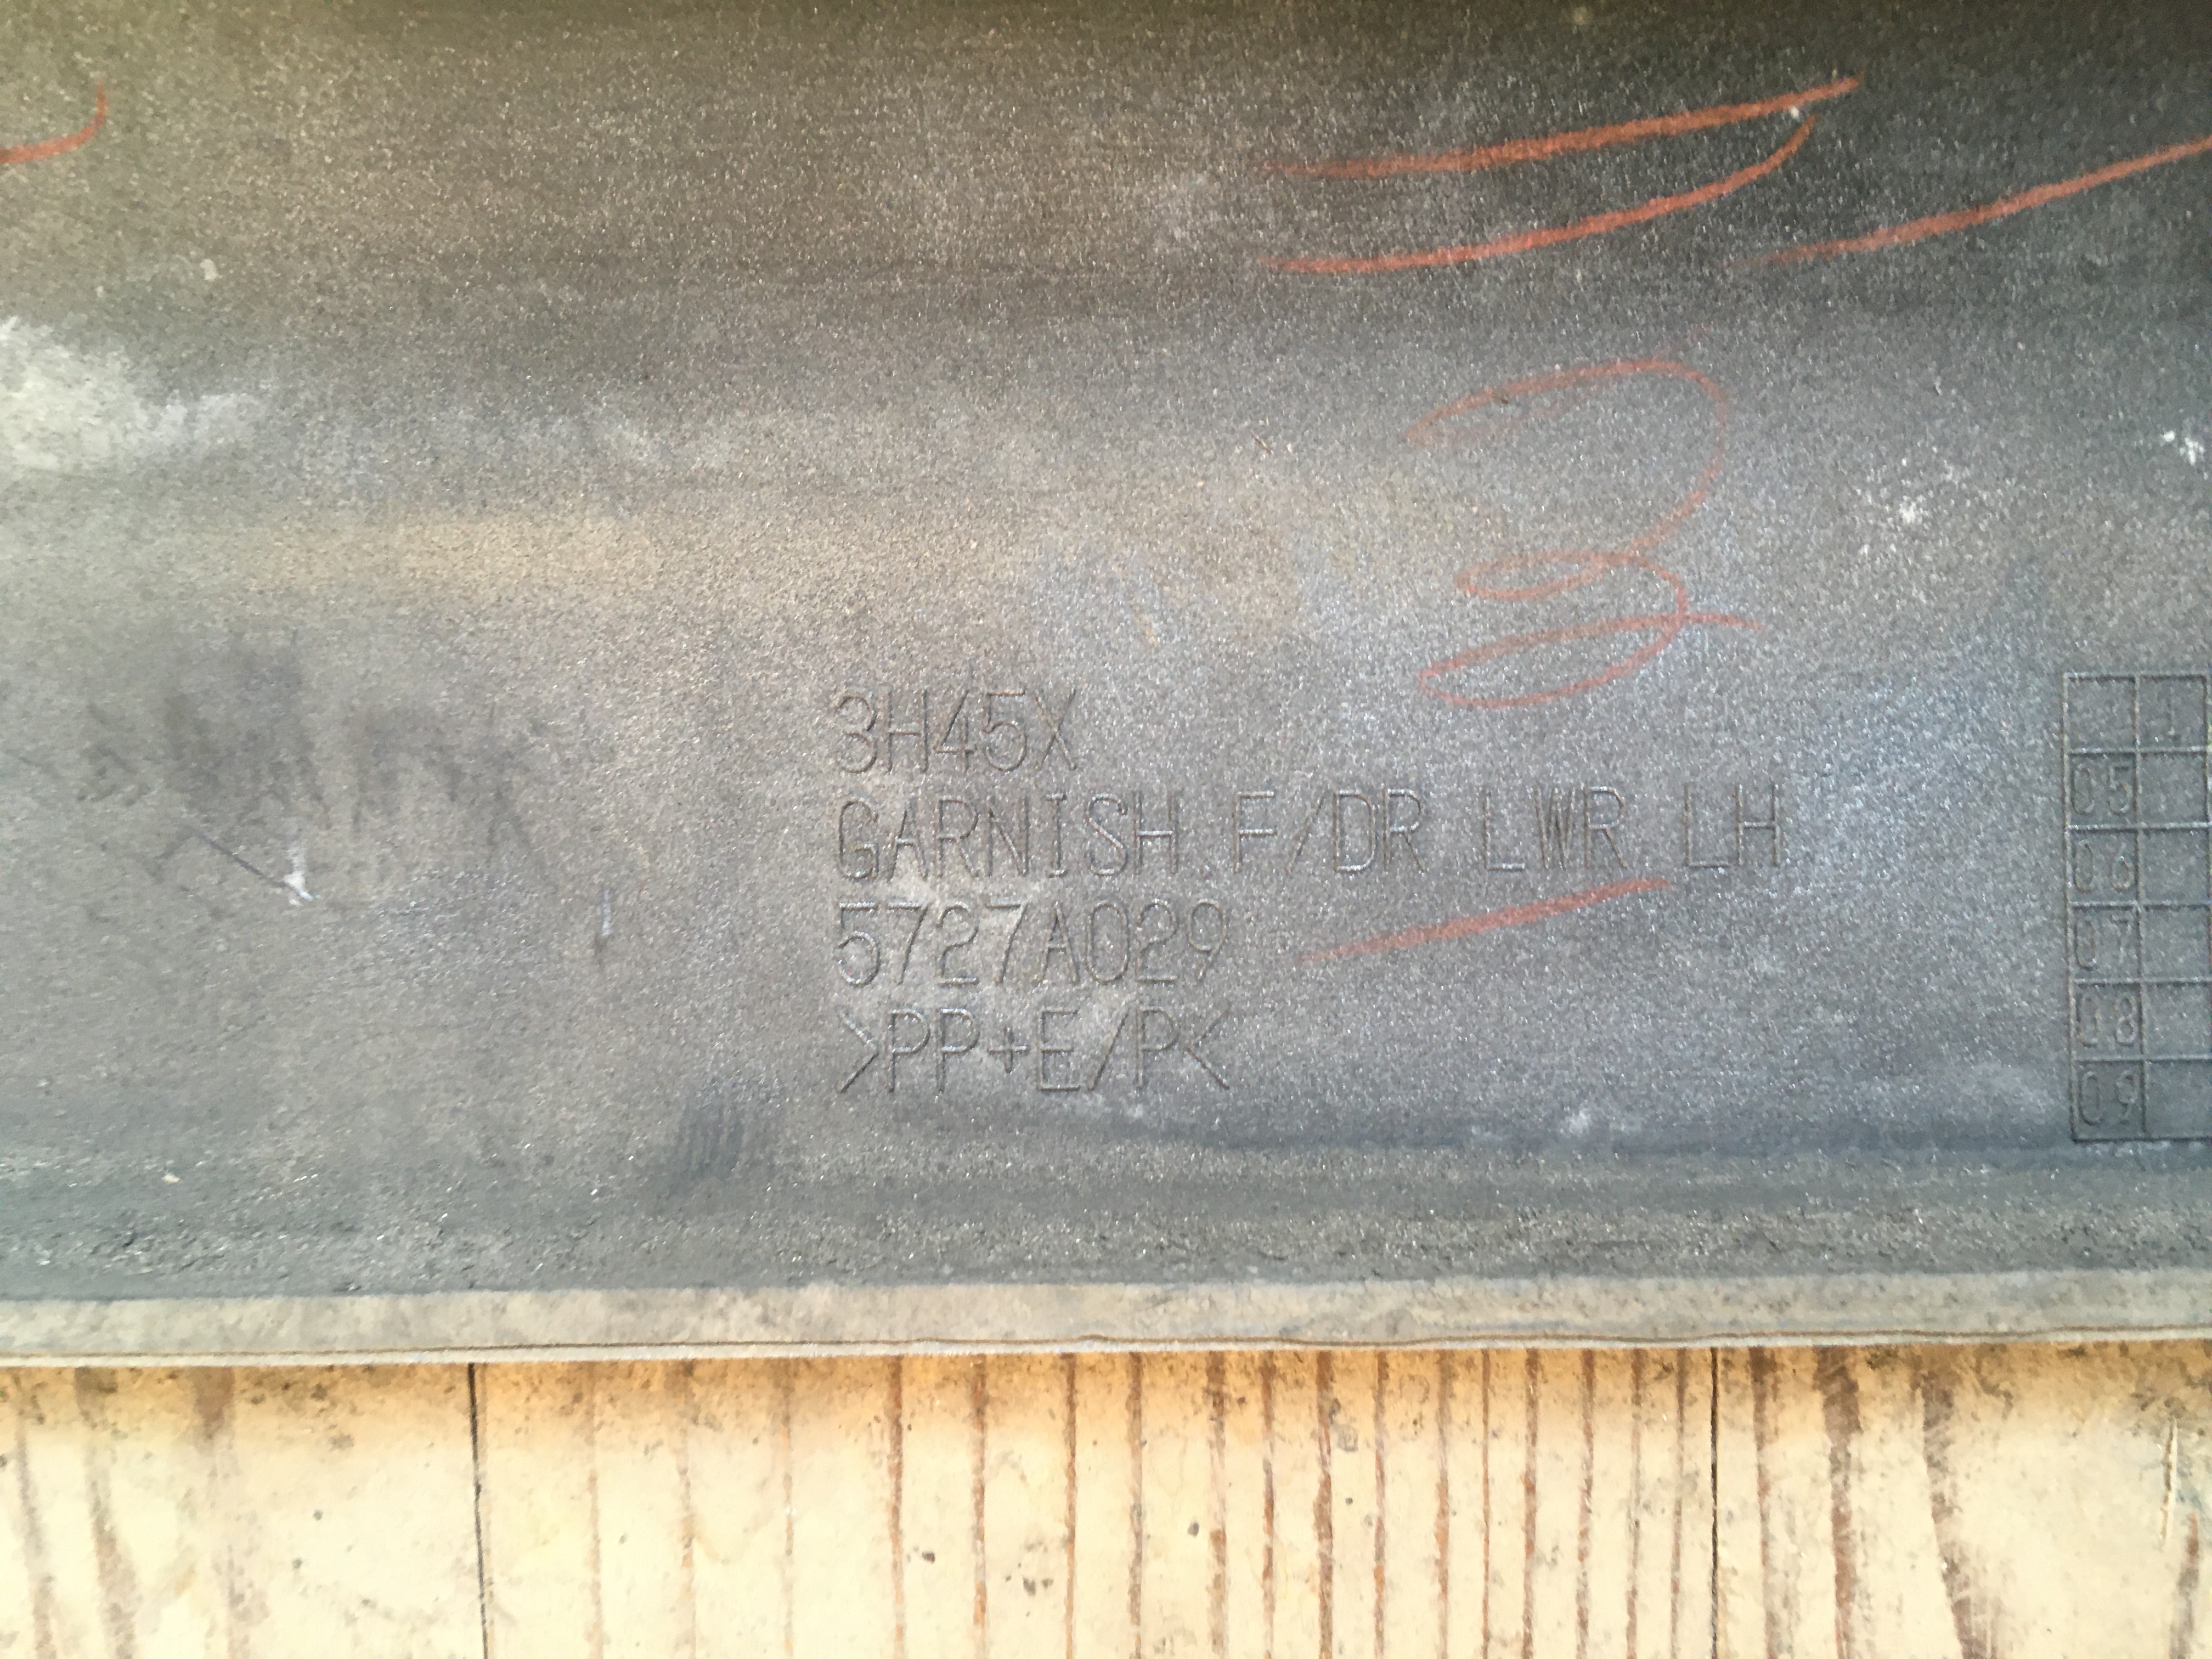 3H45X
GARNISH.F/DR LWR LH
5727A029
>PP+E/P<
05
06
07
08
09